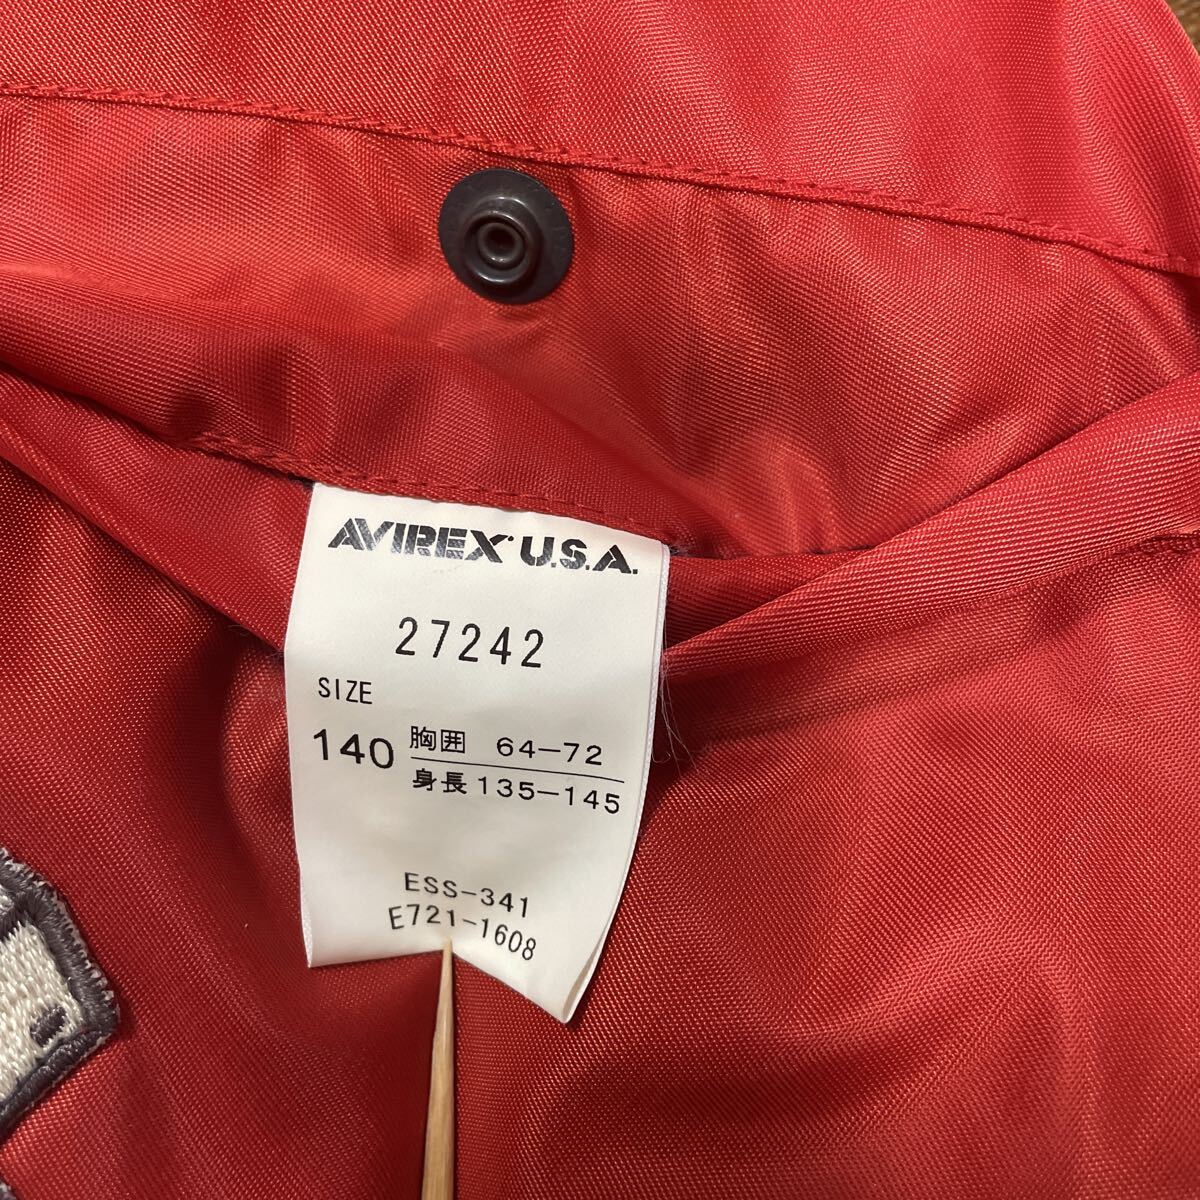 AVIREX U.S.A.
27242
SIZE
140
胸囲 64-72
身長 135-145
ESS-341
E721-1608